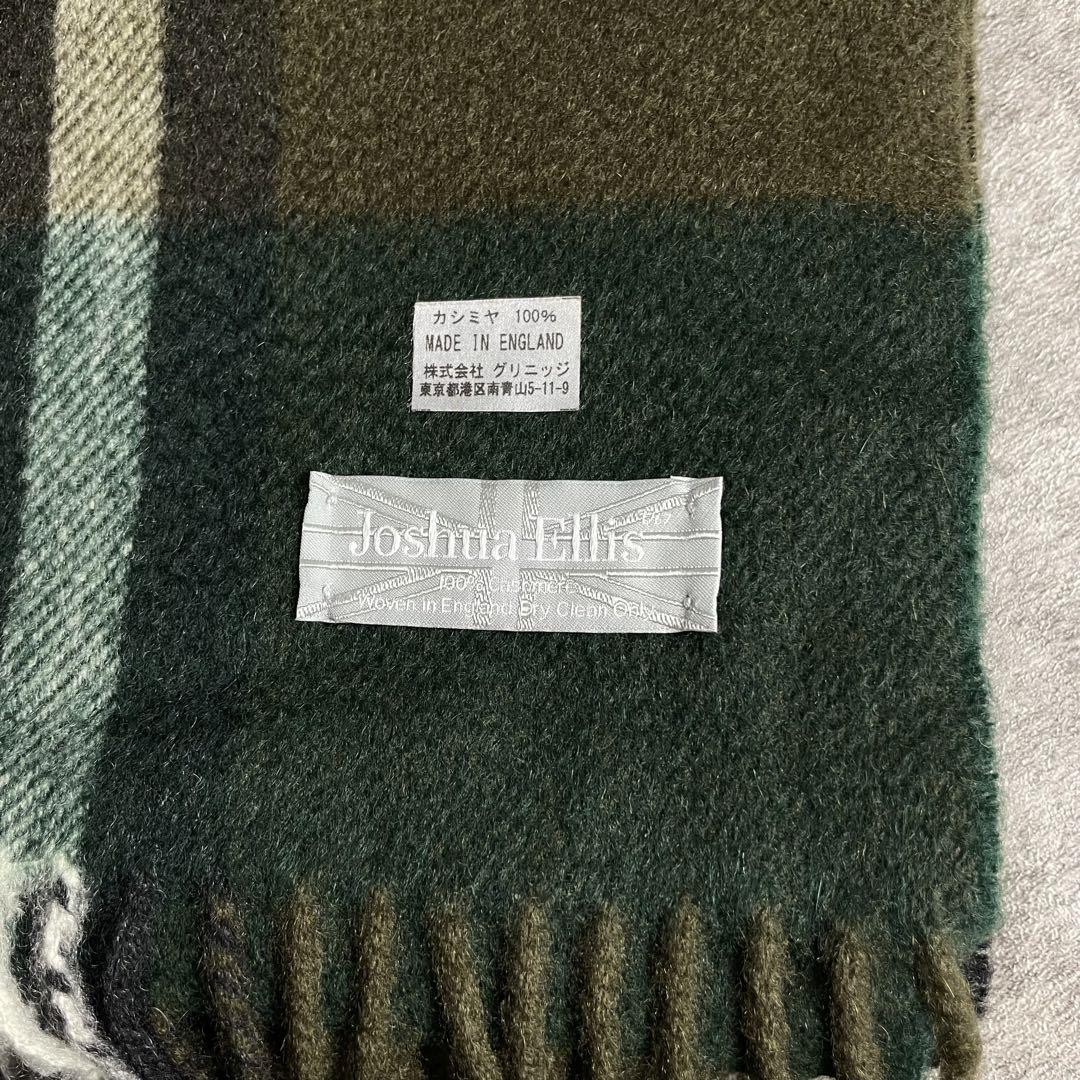 カシミヤ 100%
MADE IN ENGLAND
株式会社 グリニッジ
東京都港区南青山5-11-9
Joshua Ellis
100% Cashmere
Woven in England Dry Clean Only